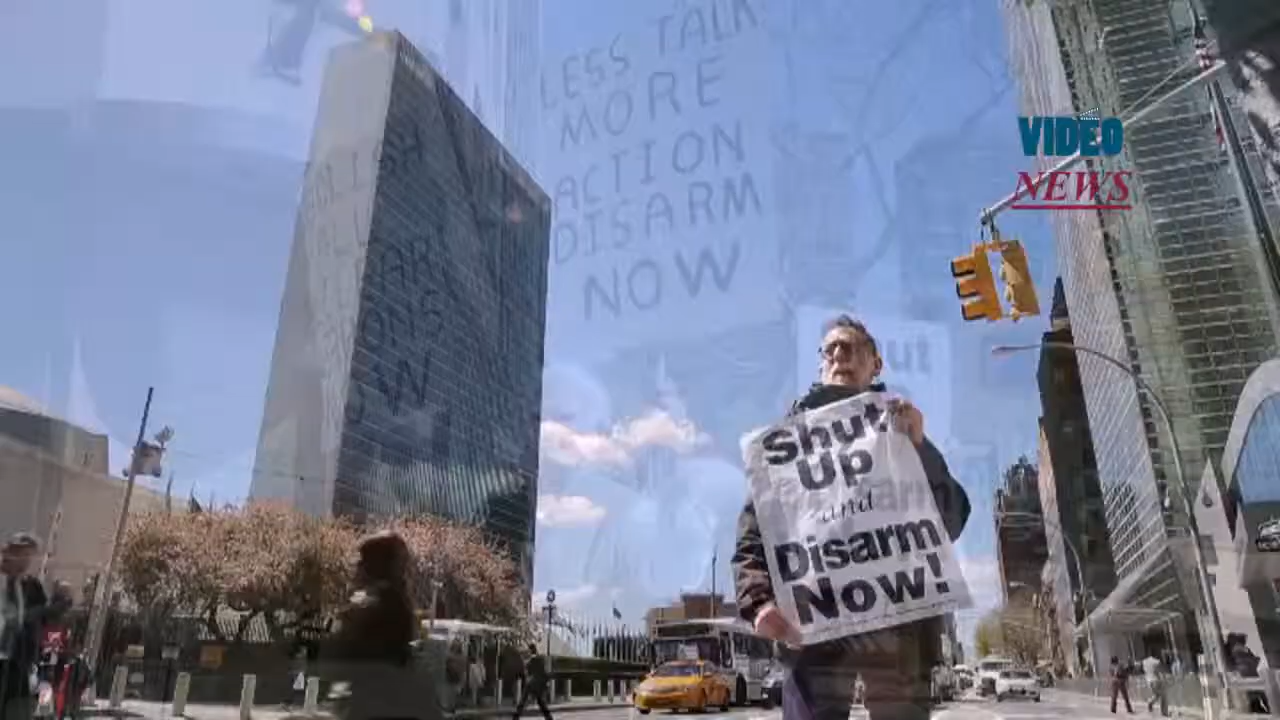 LESS TALK
MORE
ACTION
DISARM
NOW
VIDEO
NEWS
Shut
Up
and
Disarm
Now!